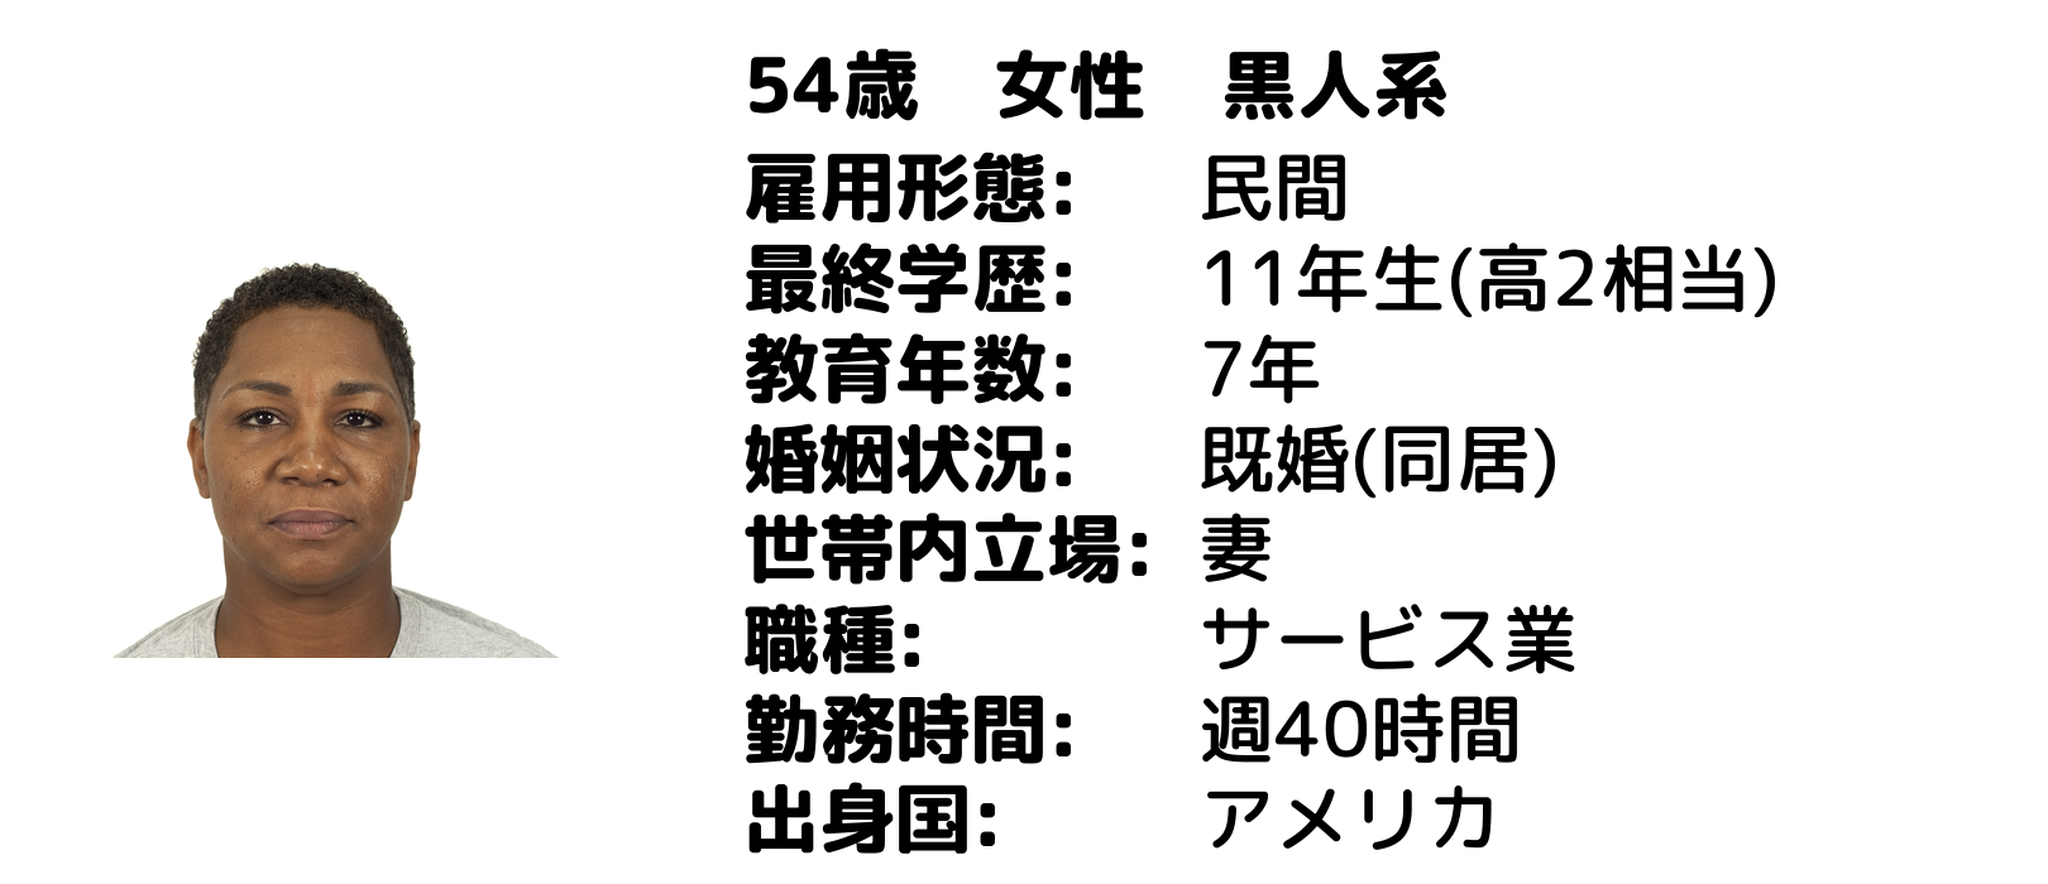 54歳　女性　黒人系
雇用形態: 民間
最終学歴: 11年生(高2相当)
教育年数: 7年
婚姻状況: 既婚(同居)
世帯内立場: 妻
職種: サービス業
勤務時間: 週40時間
出身国: アメリカ